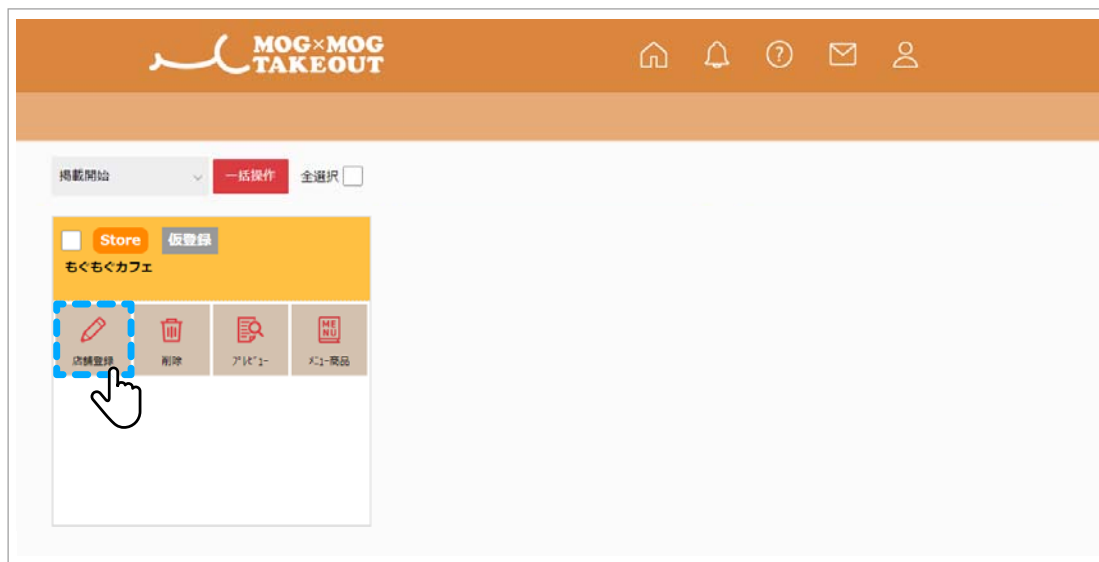 MOG×MOG
TAKEOUT
掲載開始
一括操作
全選択
Store
仮登録
もぐもぐカフェ
店舗登録
削除
プレビュー
MENU
メニュー商品